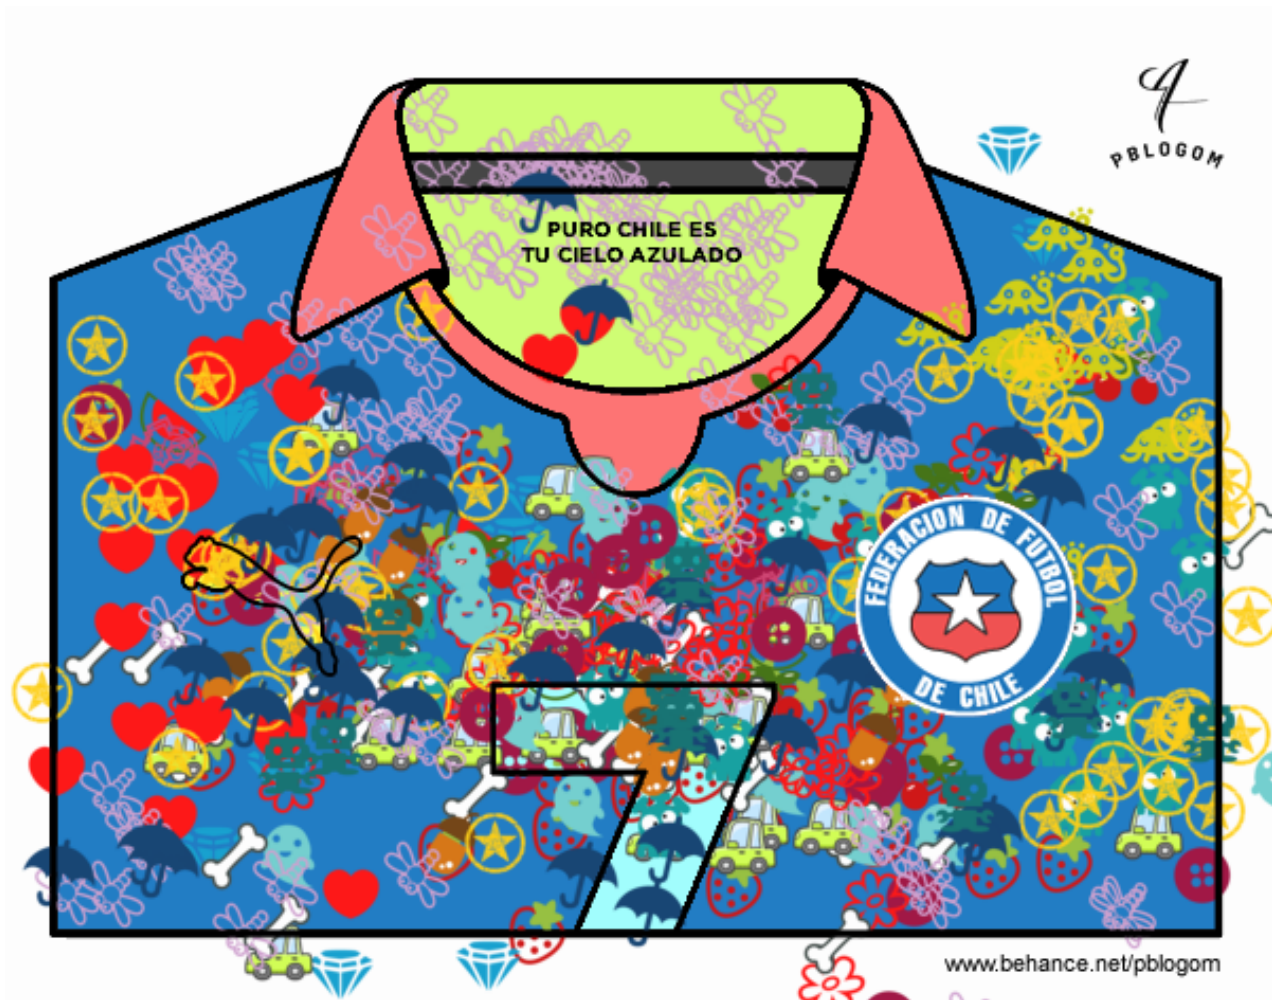 PBLOGOM
PURO CHILE ES
TU CIELO AZULADO
FEDERACION DE FUTBOL
DE CHILE
7
www.behance.net/pblogom